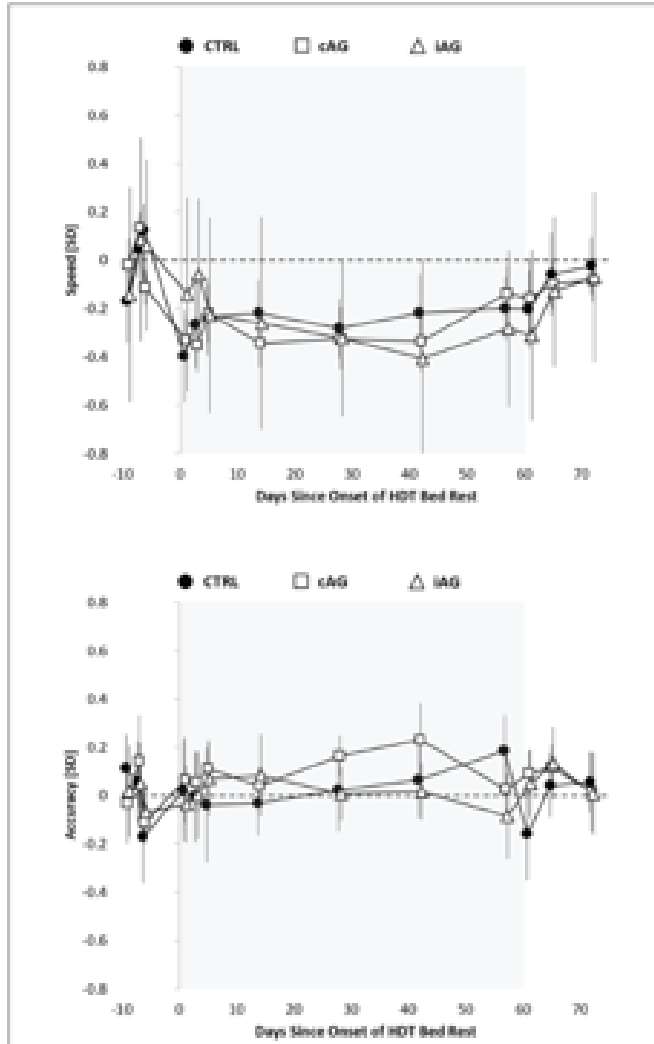 CTRL cAG iAG
0.8
0.6
0.4
0.2
0
-0.2
-0.4
-0.6
-0.8
Speed [SD]
-10 0 10 20 30 40 50 60 70
Days Since Onset of HDT Bed Rest
CTRL cAG iAG
0.8
0.6
0.4
0.2
0
-0.2
-0.4
-0.6
-0.8
Accuracy [SD]
-10 0 10 20 30 40 50 60 70
Days Since Onset of HDT Bed Rest